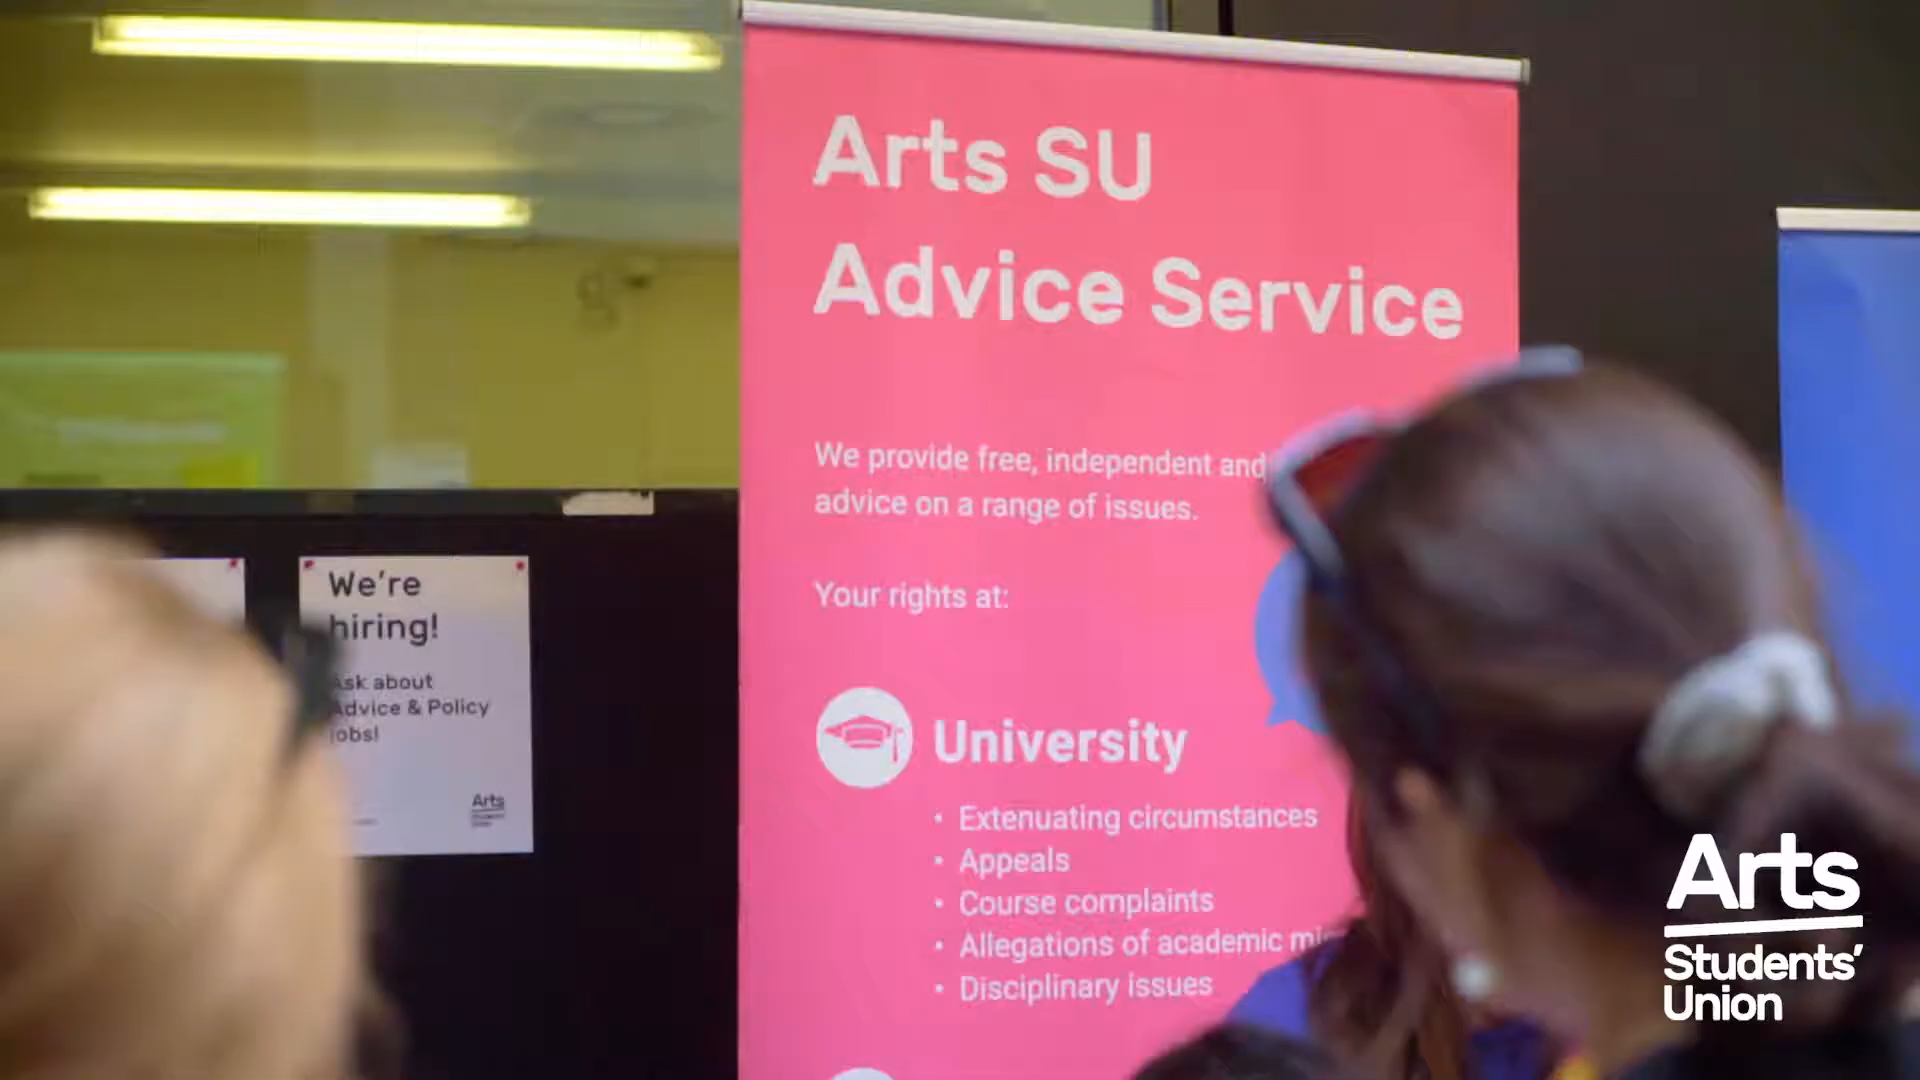 Arts SU
Advice Service
We provide free, independent and
advice on a range of issues.
Your rights at:
University
• Extenuating circumstances
• Appeals
• Course complaints
• Allegations of academic
• Disciplinary issues
We're
hiring!
Ask about
Advice & Policy
jobs!
Arts
Arts
Students'
Union